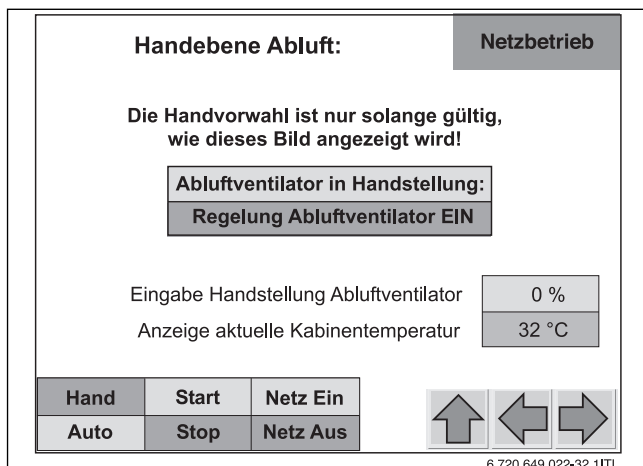 Handebene Abluft:
Netzbetrieb
Die Handvorwahl ist nur solange gültig,
wie dieses Bild angezeigt wird!
Abluftventilator in Handstellung:
Regelung Abluftventilator EIN
Eingabe Handstellung Abluftventilator 0 %
Anzeige aktuelle Kabinentemperatur 32 °C
Hand Start Netz Ein
Auto Stop Netz Aus
6 720 649 022-32.1ITL